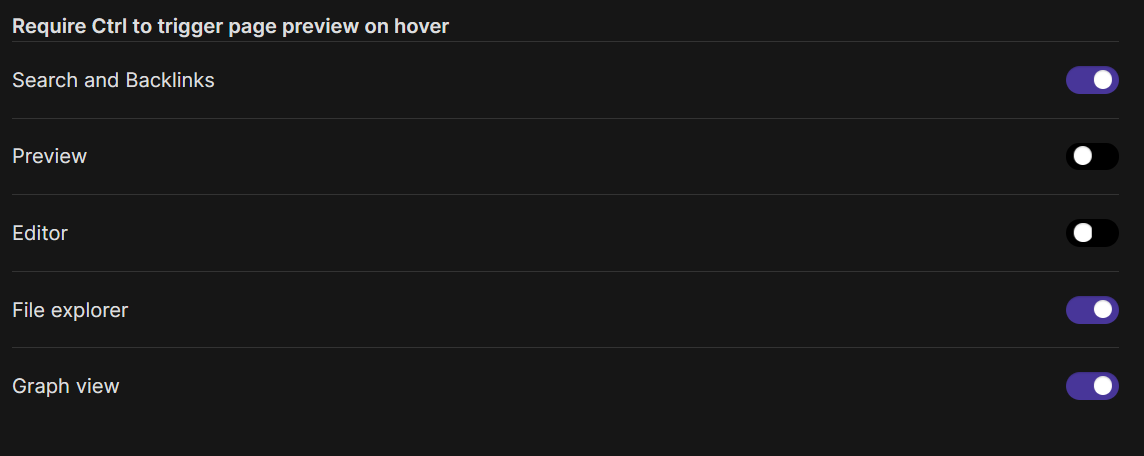 Require Ctrl to trigger page preview on hover
Search and Backlinks
Preview
Editor
File explorer
Graph view